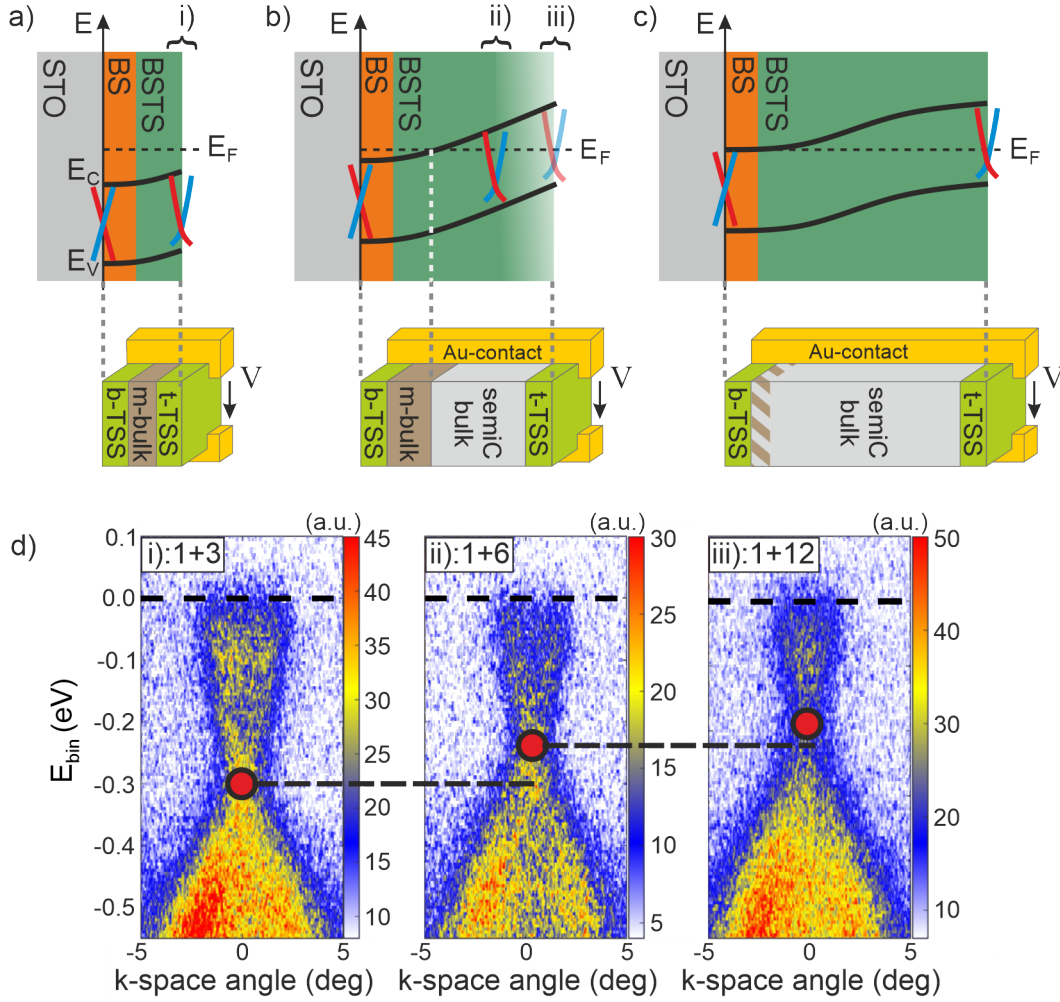 a)
E
i)
STO
BS
BSTS
E_F
E_C
E_V
b-TSS
m-bulk
t-TSS
V
b)
E
ii)
iii)
STO
BS
BSTS
E_F
Au-contact
b-TSS
m-bulk
semiC
bulk
t-TSS
V
c)
E
STO
BS
BSTS
E_F
Au-contact
b-TSS
semiC
bulk
t-TSS
V
d)
E_bin (eV)
0.1
0.0
-0.1
-0.2
-0.3
-0.4
-0.5
i):1+3
(a.u.)
45
40
35
30
25
20
15
10
-5
0
5
k-space angle (deg)
ii):1+6
(a.u.)
30
25
20
15
10
5
0
5
k-space angle (deg)
iii):1+12
(a.u.)
50
40
30
20
10
-5
0
5
k-space angle (deg)